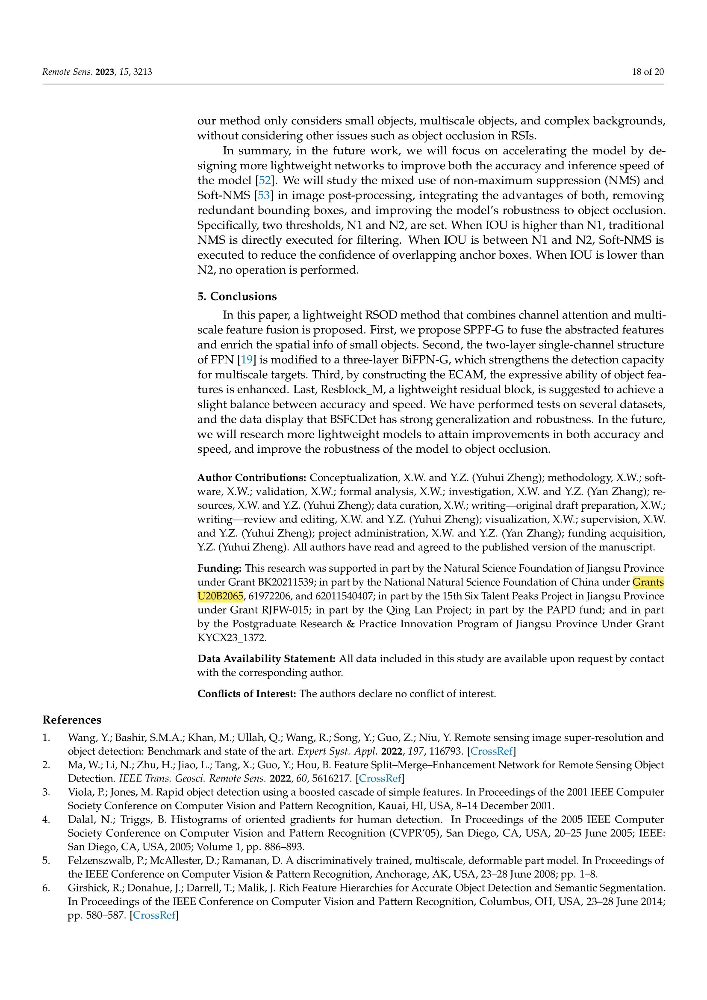 Remote Sens. 2023, 15, 3213
18 of 20
our method only considers small objects, multiscale objects, and complex backgrounds,
without considering other issues such as object occlusion in RSIs.
In summary, in the future work, we will focus on accelerating the model by de-
signing more lightweight networks to improve both the accuracy and inference speed of
the model [52]. We will study the mixed use of non-maximum suppression (NMS) and
Soft-NMS [53] in image post-processing, integrating the advantages of both, removing
redundant bounding boxes, and improving the model's robustness to object occlusion.
Specifically, two thresholds, N1 and N2, are set. When IOU is higher than N1, traditional
NMS is directly executed for filtering. When IOU is between N1 and N2, Soft-NMS is
executed to reduce the confidence of overlapping anchor boxes. When IOU is lower than
N2, no operation is performed.
5. Conclusions
In this paper, a lightweight RSOD method that combines channel attention and multi-
scale feature fusion is proposed. First, we propose SPPF-G to fuse the abstracted features
and enrich the spatial info of small objects. Second, the two-layer single-channel structure
of FPN [19] is modified to a three-layer BiFPN-G, which strengthens the detection capacity
for multiscale targets. Third, by constructing the ECAM, the expressive ability of object fea-
tures is enhanced. Last, Resblock_M, a lightweight residual block, is suggested to achieve a
slight balance between accuracy and speed. We have performed tests on several datasets,
and the data display that BSFCDet has strong generalization and robustness. In the future,
we will research more lightweight models to attain improvements in both accuracy and
speed, and improve the robustness of the model to object occlusion.
Author Contributions: Conceptualization, X.W. and Y.Z. (Yuhui Zheng); methodology, X.W.; soft-
ware, X.W.; validation, X.W.; formal analysis, X.W.; investigation, X.W. and Y.Z. (Yan Zhang); re-
sources, X.W. and Y.Z. (Yuhui Zheng); data curation, X.W.; writing—original draft preparation, X.W.;
writing—review and editing, X.W. and Y.Z. (Yuhui Zheng); visualization, X.W.; supervision, X.W.
and Y.Z. (Yuhui Zheng); project administration, X.W. and Y.Z. (Yan Zhang); funding acquisition,
Y.Z. (Yuhui Zheng). All authors have read and agreed to the published version of the manuscript.
Funding: This research was supported in part by the Natural Science Foundation of Jiangsu Province
under Grant BK20211539; in part by the National Natural Science Foundation of China under Grants
U20B2065, 61972206, and 62011540407; in part by the 15th Six Talent Peaks Project in Jiangsu Province
under Grant RJFW-015; in part by the Qing Lan Project; in part by the PAPD fund; and in part
by the Postgraduate Research & Practice Innovation Program of Jiangsu Province Under Grant
KYCX23_1372.
Data Availability Statement: All data included in this study are available upon request by contact
with the corresponding author.
Conflicts of Interest: The authors declare no conflict of interest.
References
1. Wang, Y.; Bashir, S.M.A.; Khan, M.; Ullah, Q.; Wang, R.; Song, Y.; Guo, Z.; Niu, Y. Remote sensing image super-resolution and
object detection: Benchmark and state of the art. Expert Syst. Appl. 2022, 197, 116793. [CrossRef]
2. Ma, W.; Li, N.; Zhu, H.; Jiao, L.; Tang, X.; Guo, Y.; Hou, B. Feature Split–Merge–Enhancement Network for Remote Sensing Object
Detection. IEEE Trans. Geosci. Remote Sens. 2022, 60, 5616217. [CrossRef]
3. Viola, P.; Jones, M. Rapid object detection using a boosted cascade of simple features. In Proceedings of the 2001 IEEE Computer
Society Conference on Computer Vision and Pattern Recognition, Kauai, HI, USA, 8–14 December 2001.
4. Dalal, N.; Triggs, B. Histograms of oriented gradients for human detection. In Proceedings of the 2005 IEEE Computer
Society Conference on Computer Vision and Pattern Recognition (CVPR'05), San Diego, CA, USA, 20–25 June 2005; IEEE:
San Diego, CA, USA, 2005; Volume 1, pp. 886–893.
5. Felzenszwalb, P.; McAllester, D.; Ramanan, D. A discriminatively trained, multiscale, deformable part model. In Proceedings of
the IEEE Conference on Computer Vision & Pattern Recognition, Anchorage, AK, USA, 23–28 June 2008; pp. 1–8.
6. Girshick, R.; Donahue, J.; Darrell, T.; Malik, J. Rich Feature Hierarchies for Accurate Object Detection and Semantic Segmentation.
In Proceedings of the IEEE Conference on Computer Vision and Pattern Recognition, Columbus, OH, USA, 23–28 June 2014;
pp. 580–587. [CrossRef]